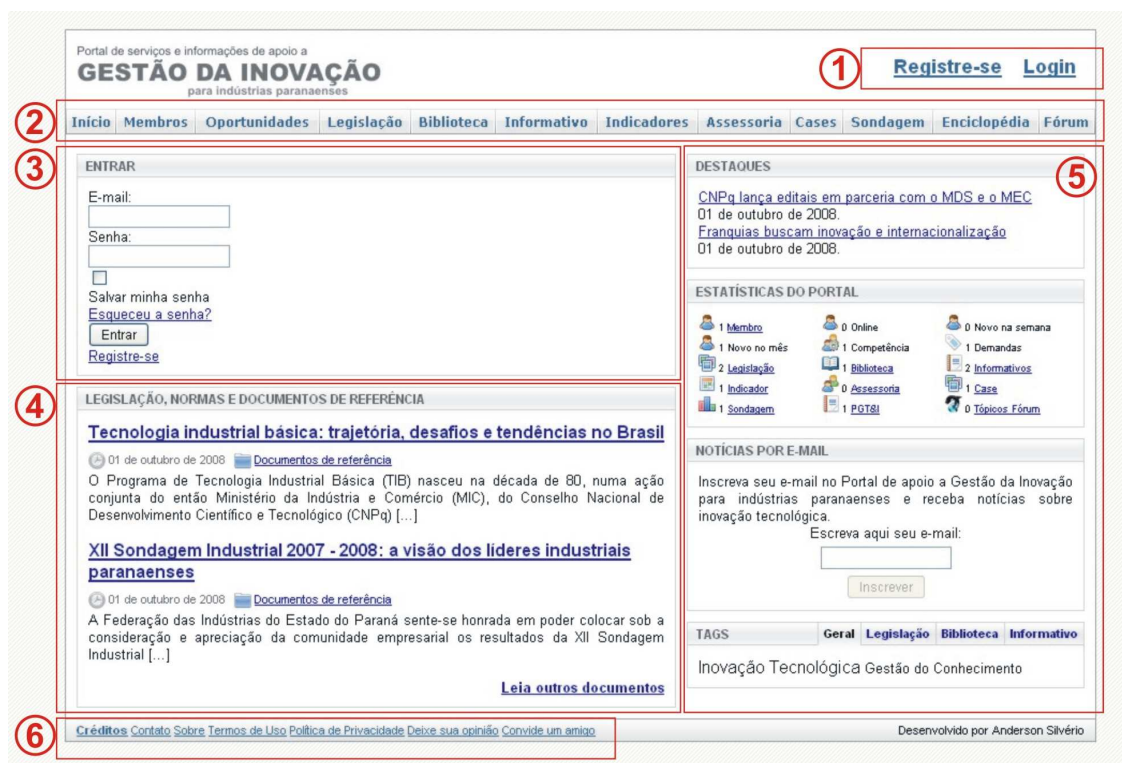 Portal de serviços e informações de apoio a
GESTÃO DA INOVAÇÃO
para indústrias paranaenses
1
Registre-se Login
2
Início Membros Oportunidades Legislação Biblioteca Informativo Indicadores Assessoria Cases Sondagem Enciclopédia Fórum
3
ENTRAR
E-mail:
Senha:
Salvar minha senha
Esqueceu a senha?
Entrar
Registre-se
4
LEGISLAÇÃO, NORMAS E DOCUMENTOS DE REFERÊNCIA
Tecnologia industrial básica: trajetória, desafios e tendências no Brasil
01 de outubro de 2008 Documentos de referência
O Programa de Tecnologia Industrial Básica (TIB) nasceu na década de 80, numa ação
conjunta do então Ministério da Indústria e Comércio (MIC), do Conselho Nacional de
Desenvolvimento Científico e Tecnológico (CNPq) [...]
XII Sondagem Industrial 2007 - 2008: a visão dos líderes industriais
paranaenses
01 de outubro de 2008 Documentos de referência
A Federação das Indústrias do Estado do Paraná sente-se honrada em poder colocar sob a
consideração e apreciação da comunidade empresarial os resultados da XII Sondagem
Industrial [...]
Leia outros documentos
5
DESTAQUES
CNPq lança editais em parceria com o MDS e o MEC
01 de outubro de 2008.
Franquias buscam inovação e internacionalização
01 de outubro de 2008.
ESTATÍSTICAS DO PORTAL
1 Membro 0 Online 0 Novo na semana
1 Novo no mês 1 Competência 1 Demandas
2 Legislação 1 Biblioteca 2 Informativos
1 Indicador 0 Assessoria 1 Case
1 Sondagem 1 PGT&I 0 Tópicos Fórum
NOTÍCIAS POR E-MAIL
Inscreva seu e-mail no Portal de apoio a Gestão da Inovação
para indústrias paranaenses e receba notícias sobre
inovação tecnológica.
Escreva aqui seu e-mail:
Inscrever
TAGS Geral Legislação Biblioteca Informativo
Inovação Tecnológica Gestão do Conhecimento
6
Créditos Contato Sobre Termos de Uso Política de Privacidade Deixe sua opinião Convide um amigo
Desenvolvido por Anderson Silvério